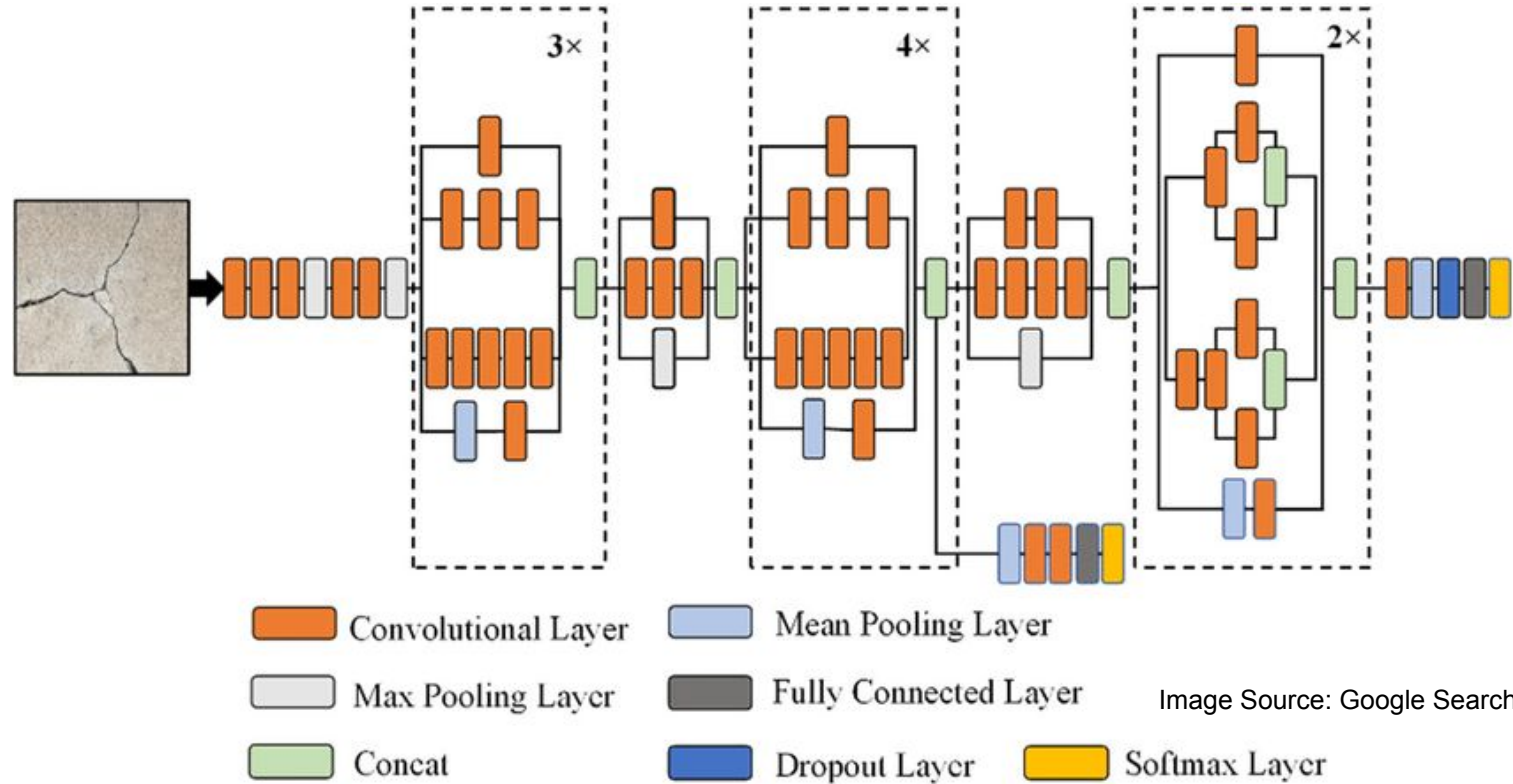 3×
4×
2×
Convolutional Layer
Mean Pooling Layer
Max Pooling Layer
Fully Connected Layer
Image Source: Google Search
Concat
Dropout Layer
Softmax Layer